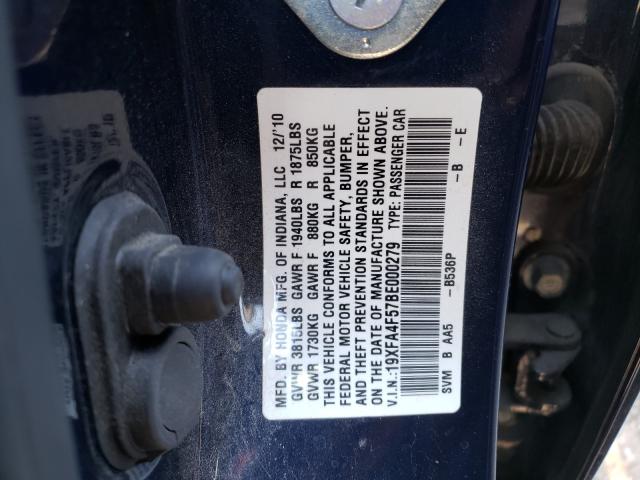 MFD. BY HONDA MFG. OF INDIANA, LLC 12/'10
GVWR 3815LBS GAWR F 1940LBS R 1875LBS
GVWR 1730KG GAWR F 880KG R 850KG
THIS VEHICLE CONFORMS TO ALL APPLICABLE
FEDERAL MOTOR VEHICLE SAFETY, BUMPER,
AND THEFT PREVENTION STANDARDS IN EFFECT
ON THE DATE OF MANUFACTURE SHOWN ABOVE.
V.I.N.:19XFA4F57BE000279 TYPE: PASSENGER CAR
SVM B AA5 - B536P - B - E